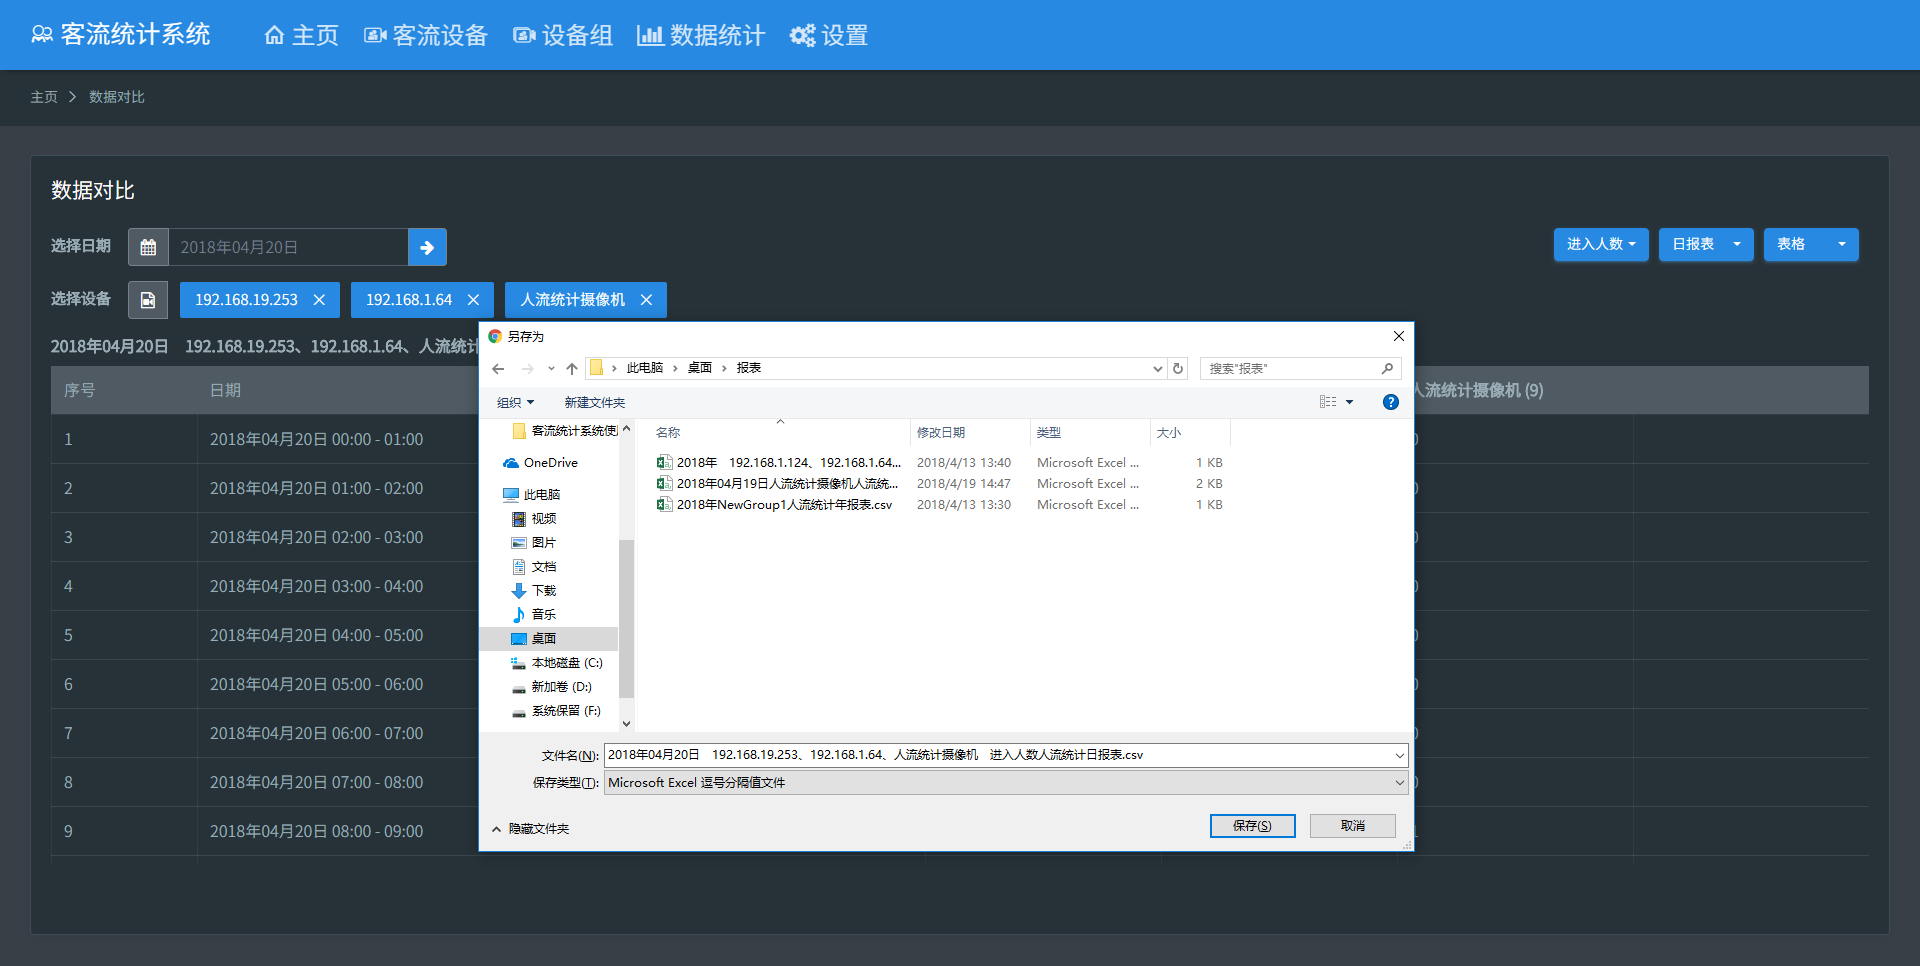 客流统计系统 主页 客流设备 设备组 数据统计 设置
主页 数据对比
数据对比
选择日期 2018年04月20日 进入人数 日报表 表格
选择设备 192.168.19.253 192.168.1.64 人流统计摄像机
2018年04月20日 192.168.19.253、192.168.1.64、人流统计
序号 日期 人流统计摄像机 (9)
1 2018年04月20日 00:00 - 01:00
2 2018年04月20日 01:00 - 02:00
3 2018年04月20日 02:00 - 03:00
4 2018年04月20日 03:00 - 04:00
5 2018年04月20日 04:00 - 05:00
6 2018年04月20日 05:00 - 06:00
7 2018年04月20日 06:00 - 07:00
8 2018年04月20日 07:00 - 08:00
9 2018年04月20日 08:00 - 09:00
另存为
此电脑 桌面 报表 搜索"报表"
组织 新建文件夹
客流统计系统使
OneDrive
此电脑
视频
图片
文档
下载
音乐
桌面
本地磁盘 (C:)
新加卷 (D:)
系统保留 (F:)
名称 修改日期 类型 大小
2018年 192.168.1.124、192.168.1.64... 2018/4/13 13:40 Microsoft Excel ... 1 KB
2018年04月19日人流统计摄像机人流统... 2018/4/19 14:47 Microsoft Excel ... 2 KB
2018年NewGroup1人流统计年报表.csv 2018/4/13 13:30 Microsoft Excel ... 1 KB
文件名(N): 2018年04月20日 192.168.19.253、192.168.1.64、人流统计摄像机 进入人数人流统计日报表.csv
保存类型(T): Microsoft Excel 逗号分隔值文件
隐藏文件夹 保存(S) 取消